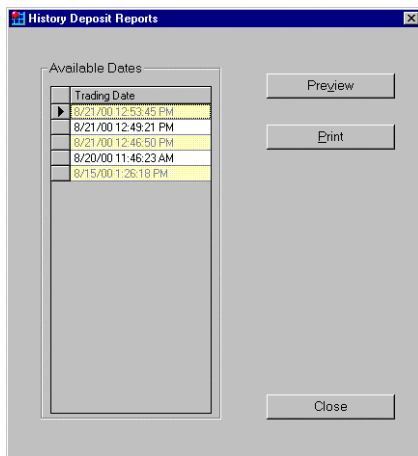 History Deposit Reports
Available Dates
Trading Date
8/21/00 12:53:45 PM
8/21/00 12:49:21 PM
8/21/00 12:46:50 PM
8/20/00 11:46:23 AM
8/15/00 1:26:18 PM
Preview
Print
Close